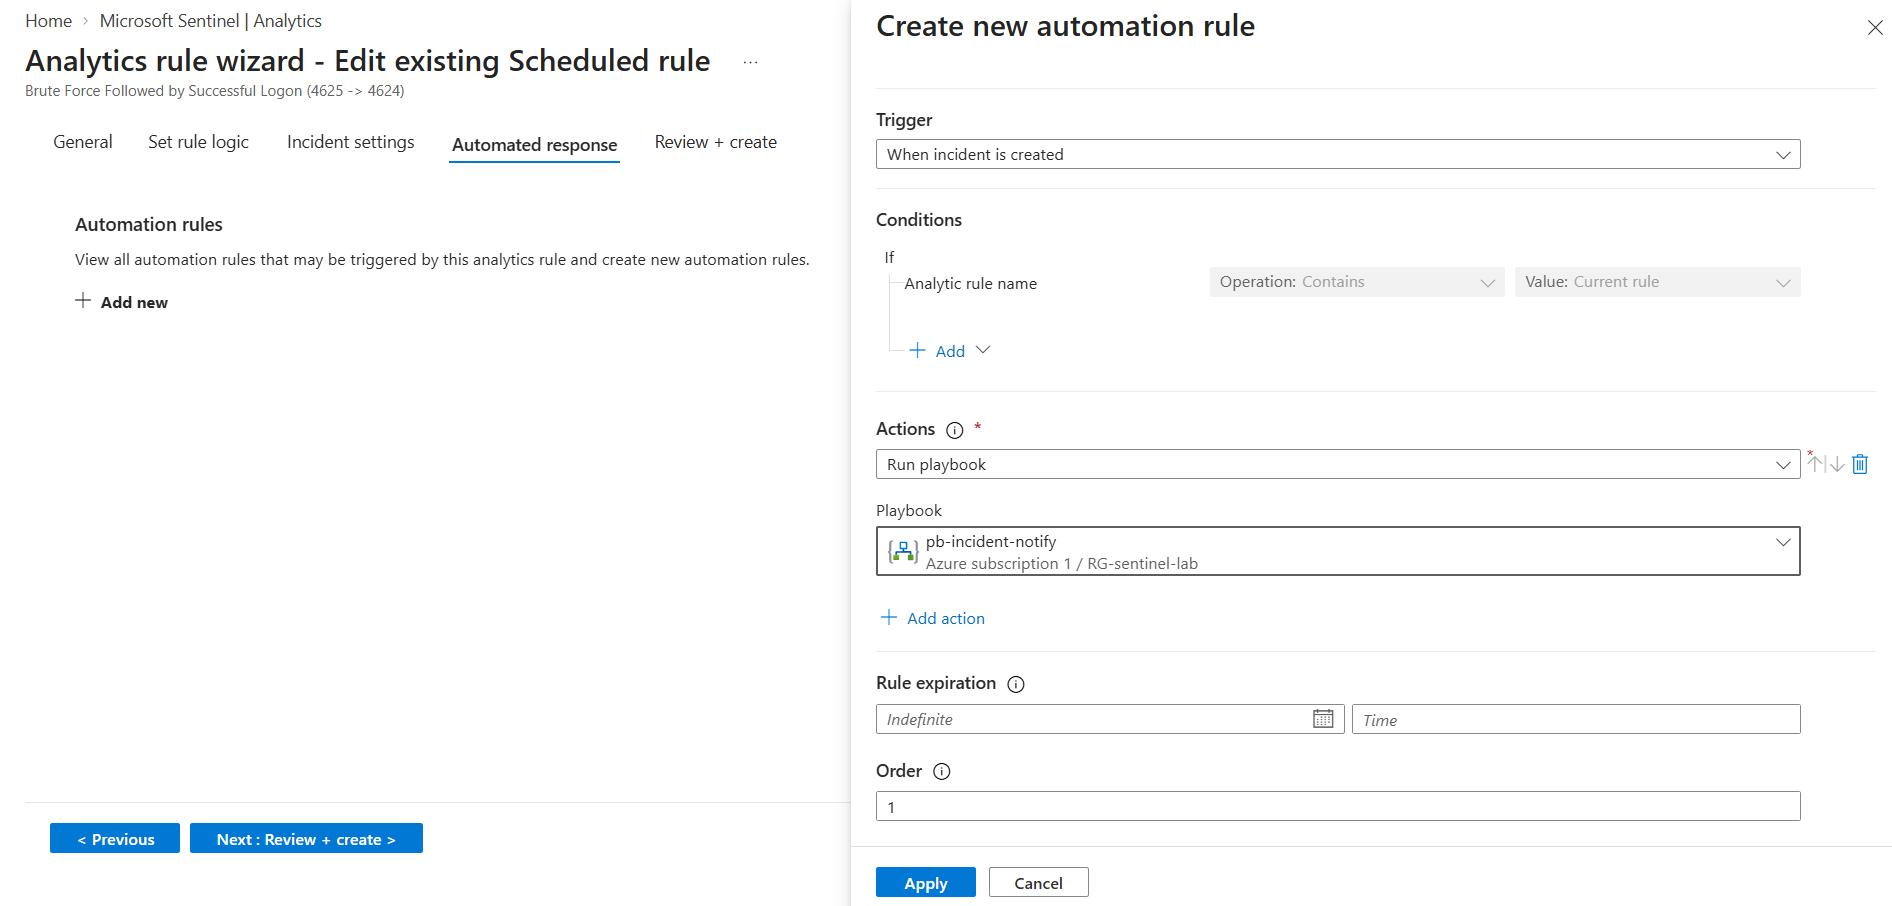 Home > Microsoft Sentinel | Analytics
Analytics rule wizard - Edit existing Scheduled rule ...
Brute Force Followed by Successful Logon (4625 -> 4624)
General Set rule logic Incident settings Automated response Review + create
Automation rules
View all automation rules that may be triggered by this analytics rule and create new automation rules.
+ Add new
< Previous Next : Review + create >
Create new automation rule
Trigger
When incident is created
Conditions
If
Analytic rule name Operation: Contains Value: Current rule
+ Add
Actions *
Run playbook *
Playbook
pb-incident-notify
Azure subscription 1 / RG-sentinel-lab
+ Add action
Rule expiration
Indefinite Time
Order
1
Apply Cancel